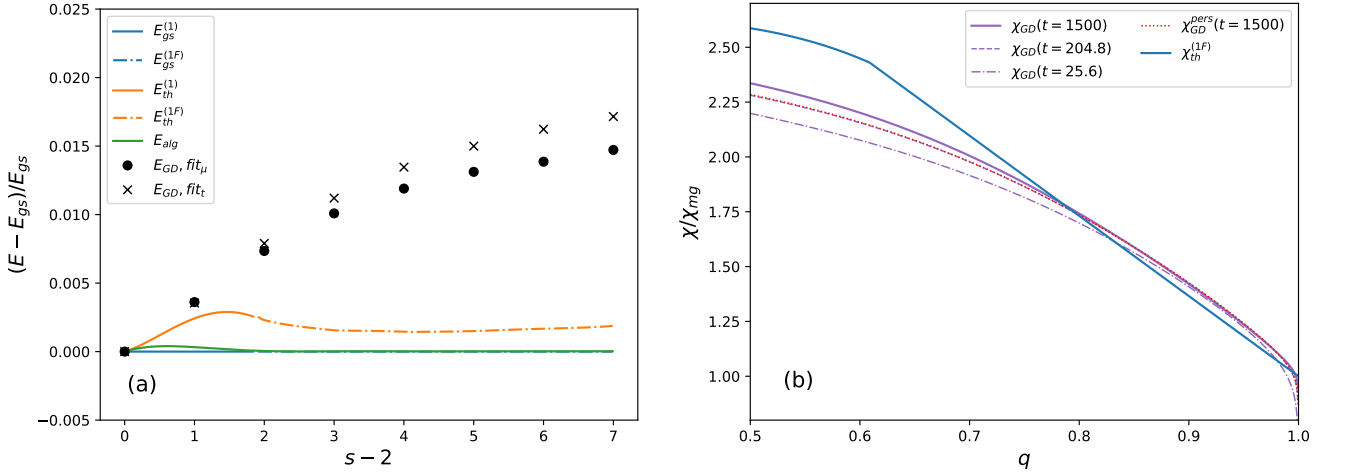 0.025
0.020
0.015
0.010
0.005
0.000
−0.005
(E − E_gs)/E_gs
E_gs^(1)
E_gs^(1F)
E_th^(1)
E_th^(1F)
E_alg
E_GD, fit_μ
E_GD, fit_t
(a)
0 1 2 3 4 5 6 7
s − 2
2.50
2.25
2.00
1.75
1.50
1.25
1.00
χ/χ_mg
χ_GD(t = 1500)
χ_GD(t = 204.8)
χ_GD(t = 25.6)
χ_GD^pers(t = 1500)
χ_th^(1F)
(b)
0.5 0.6 0.7 0.8 0.9 1.0
q